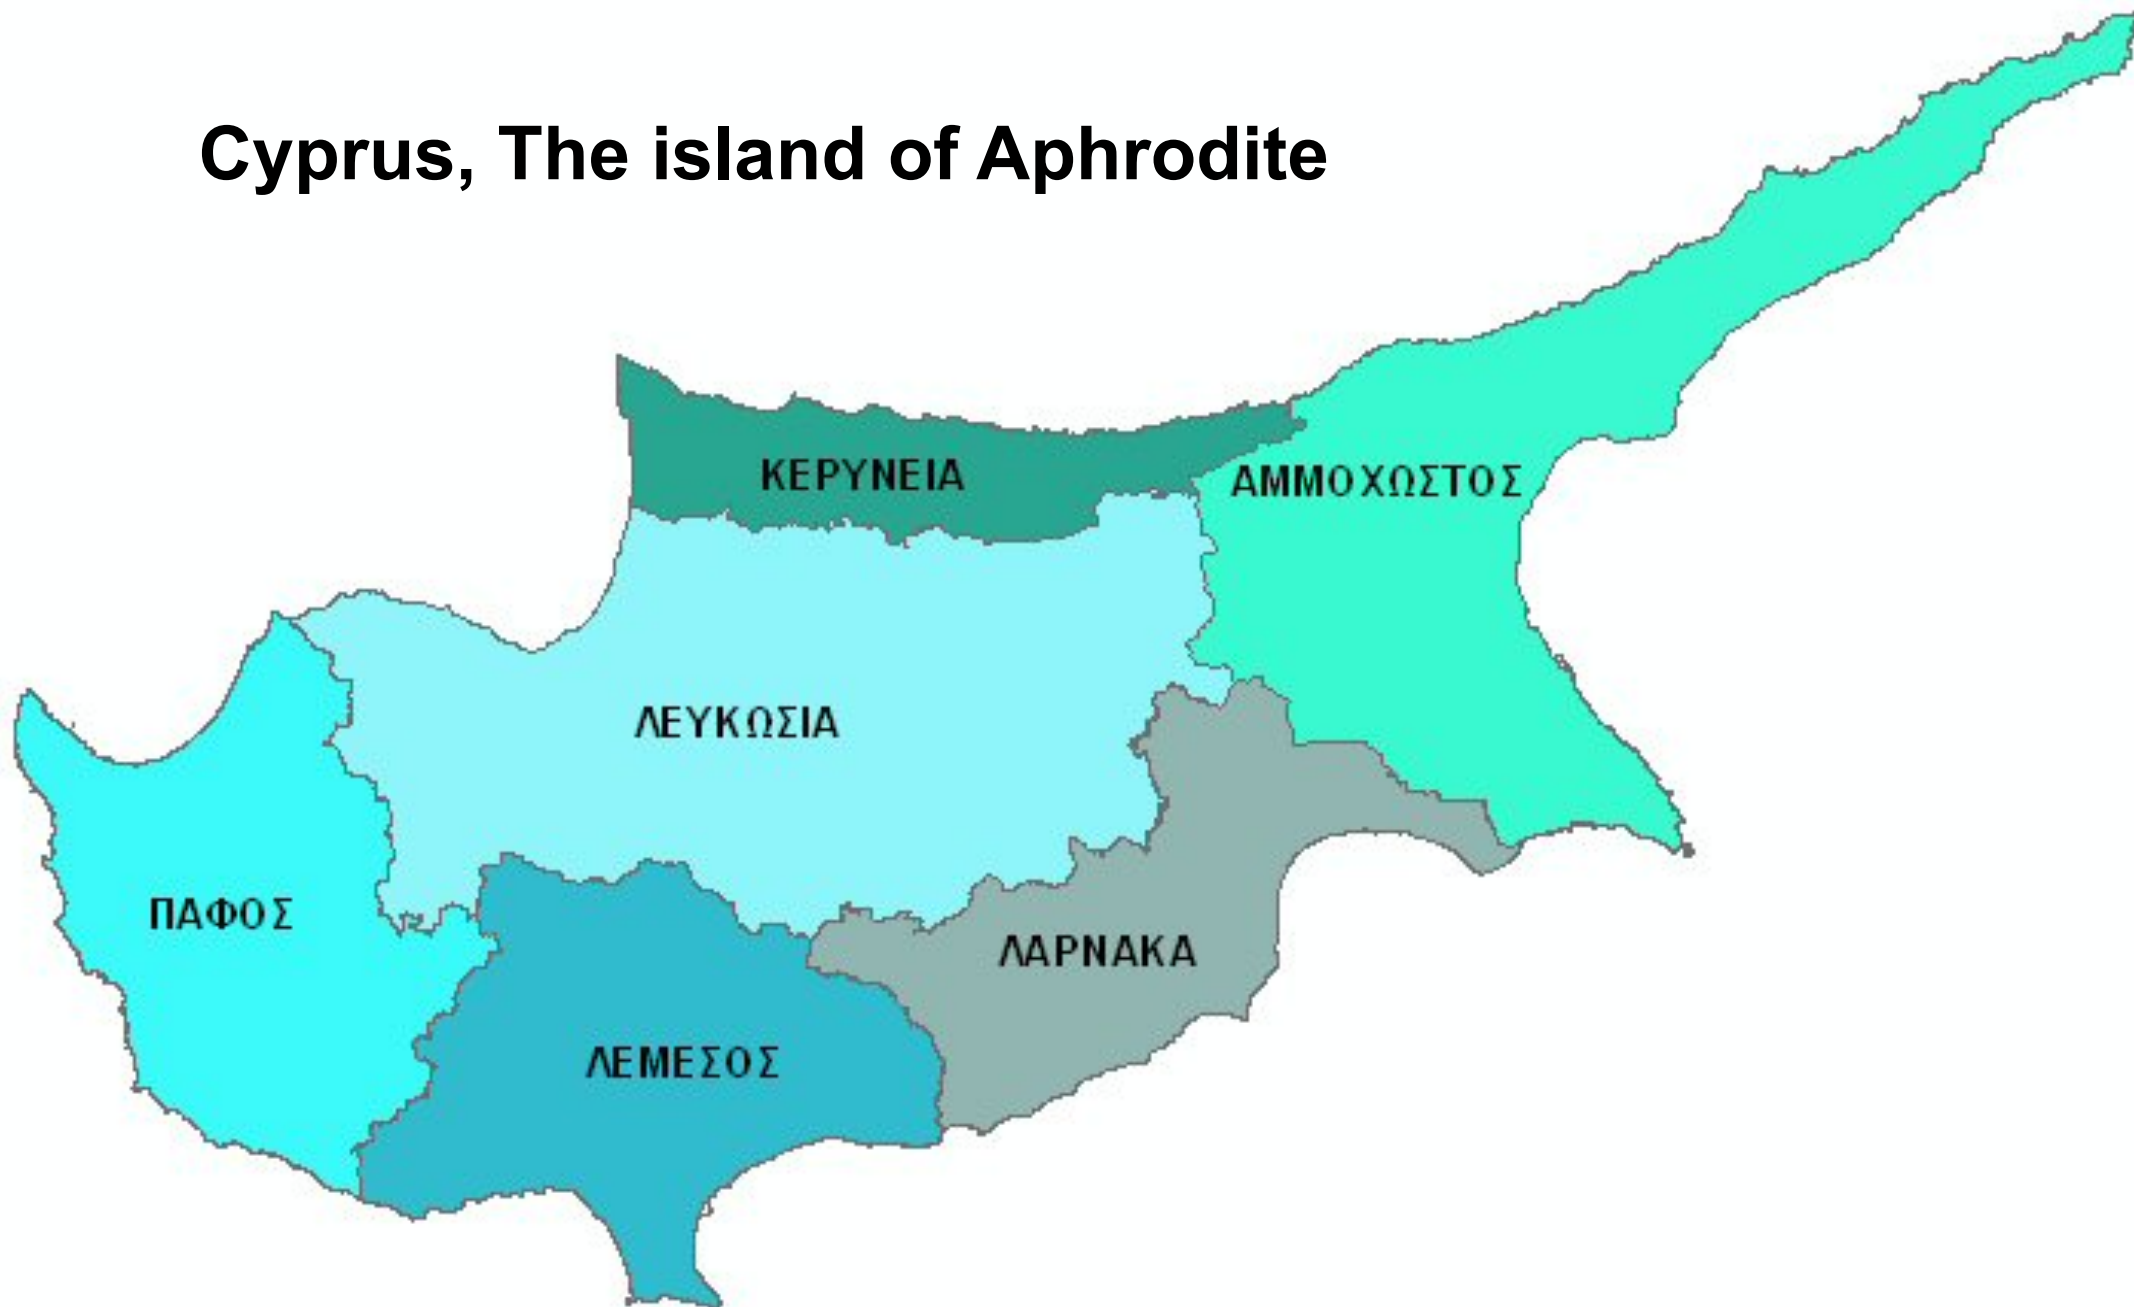 Cyprus, The island of Aphrodite
ΚΕΡΥΝΕΙΑ
ΑΜΜΟΧΩΣΤΟΣ
ΛΕΥΚΩΣΙΑ
ΠΑΦΟΣ
ΛΑΡΝΑΚΑ
ΛΕΜΕΣΟΣ